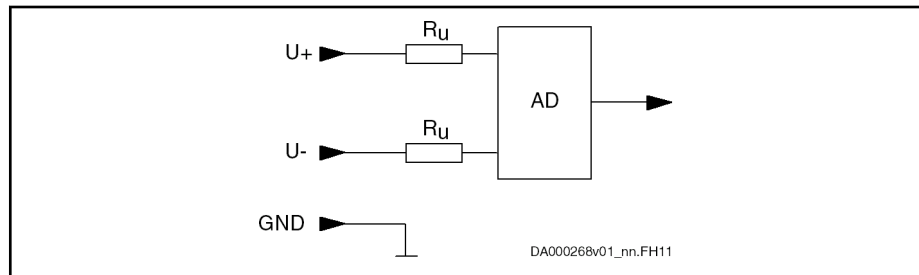 Ru
U+
AD
Ru
U-
GND
DA000268v01_nn.FH11